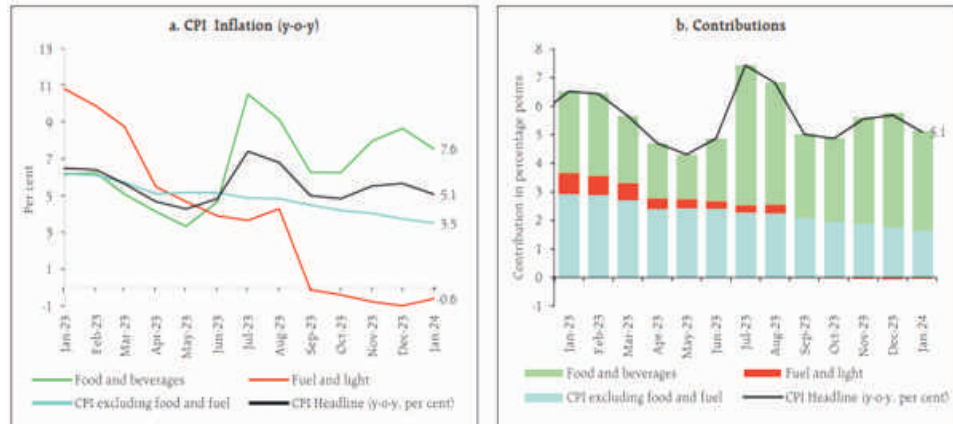 a. CPI Inflation (y-o-y)
Per cent
13
11
9
7
5
3
1
-1
7.6
5.1
3.5
-0.6
Jan-23
Feb-23
Mar-23
Apr-23
May-23
Jun-23
Jul-23
Aug-23
Sep-23
Oct-23
Nov-23
Dec-23
Jan-24
Food and beverages
Fuel and light
CPI excluding food and fuel
CPI Headline (y-o-y, per cent)
b. Contributions
Contribution in percentage points
8
7
6
5
4
3
2
1
0
-1
5.1
Jan-23
Feb-23
Mar-23
Apr-23
May-23
Jun-23
Jul-23
Aug-23
Sep-23
Oct-23
Nov-23
Dec-23
Jan-24
Food and beverages
Fuel and light
CPI excluding food and fuel
CPI Headline (y-o-y, per cent)